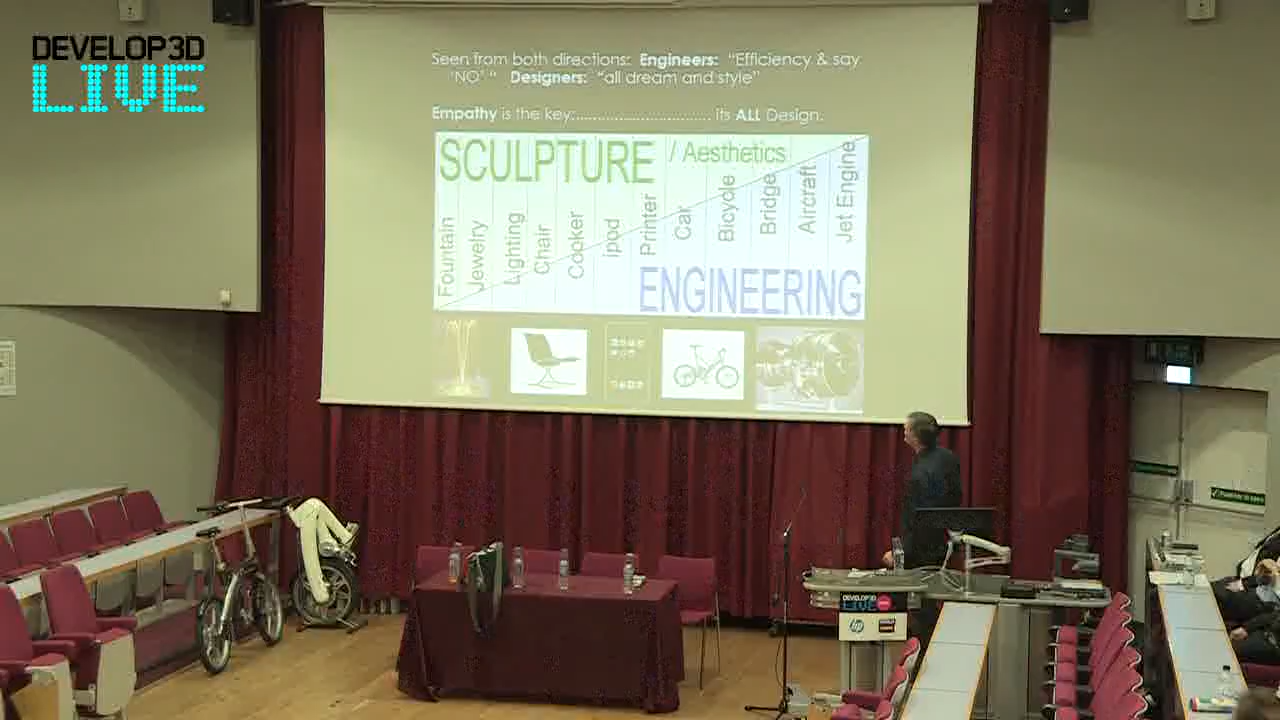 DEVELOP3D
LIVE
Seen from both directions: Engineers: “Efficiency & say
‘NO’ “ Designers: “all dream and style”
Empathy is the key:.............................. its ALL Design.
SCULPTURE / Aesthetics
Fountain
Jewelry
Lighting
Chair
Cooker
ipod
Printer
Car
Bicycle
Bridge
Aircraft
Jet Engine
ENGINEERING
DEVELOP3D
LIVE
hp